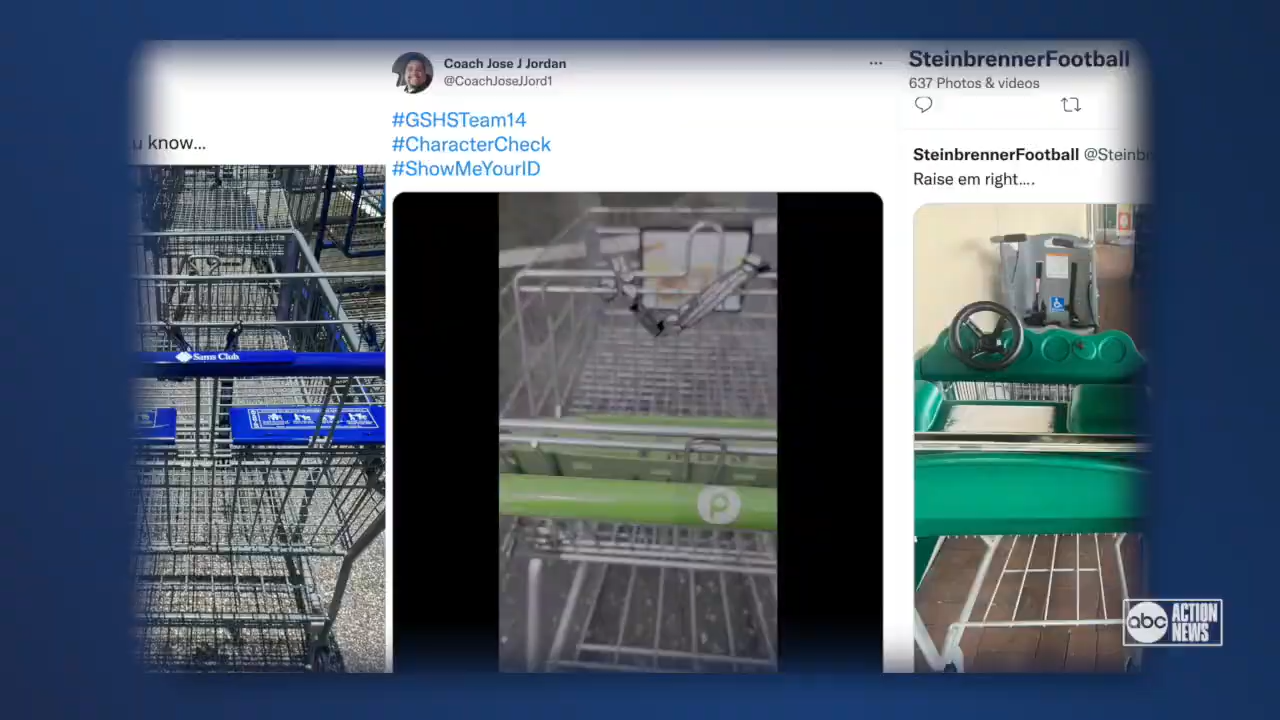 u know...
Sam's Club
Coach Jose J Jordan
@CoachJoseJJord1
#GSHSTeam14
#CharacterCheck
#ShowMeYourID
P
SteinbrennerFootball
637 Photos & videos
SteinbrennerFootball @Steinb
Raise em right....
abc ACTION
NEWS